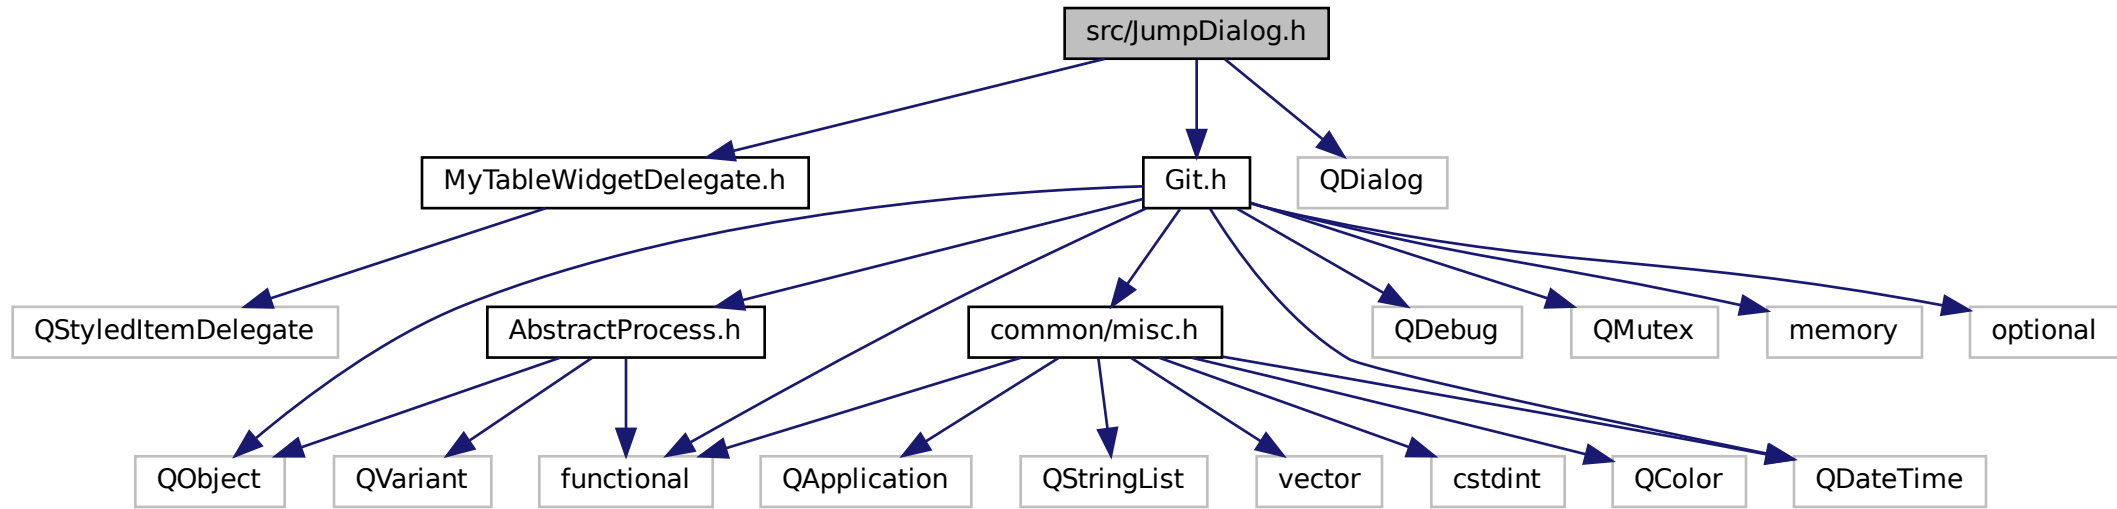 src/JumpDialog.h
MyTableWidgetDelegate.h
Git.h
QDialog
QStyledItemDelegate
AbstractProcess.h
common/misc.h
QDebug
QMutex
memory
optional
QObject
QVariant
functional
QApplication
QStringList
vector
cstdint
QColor
QDateTime